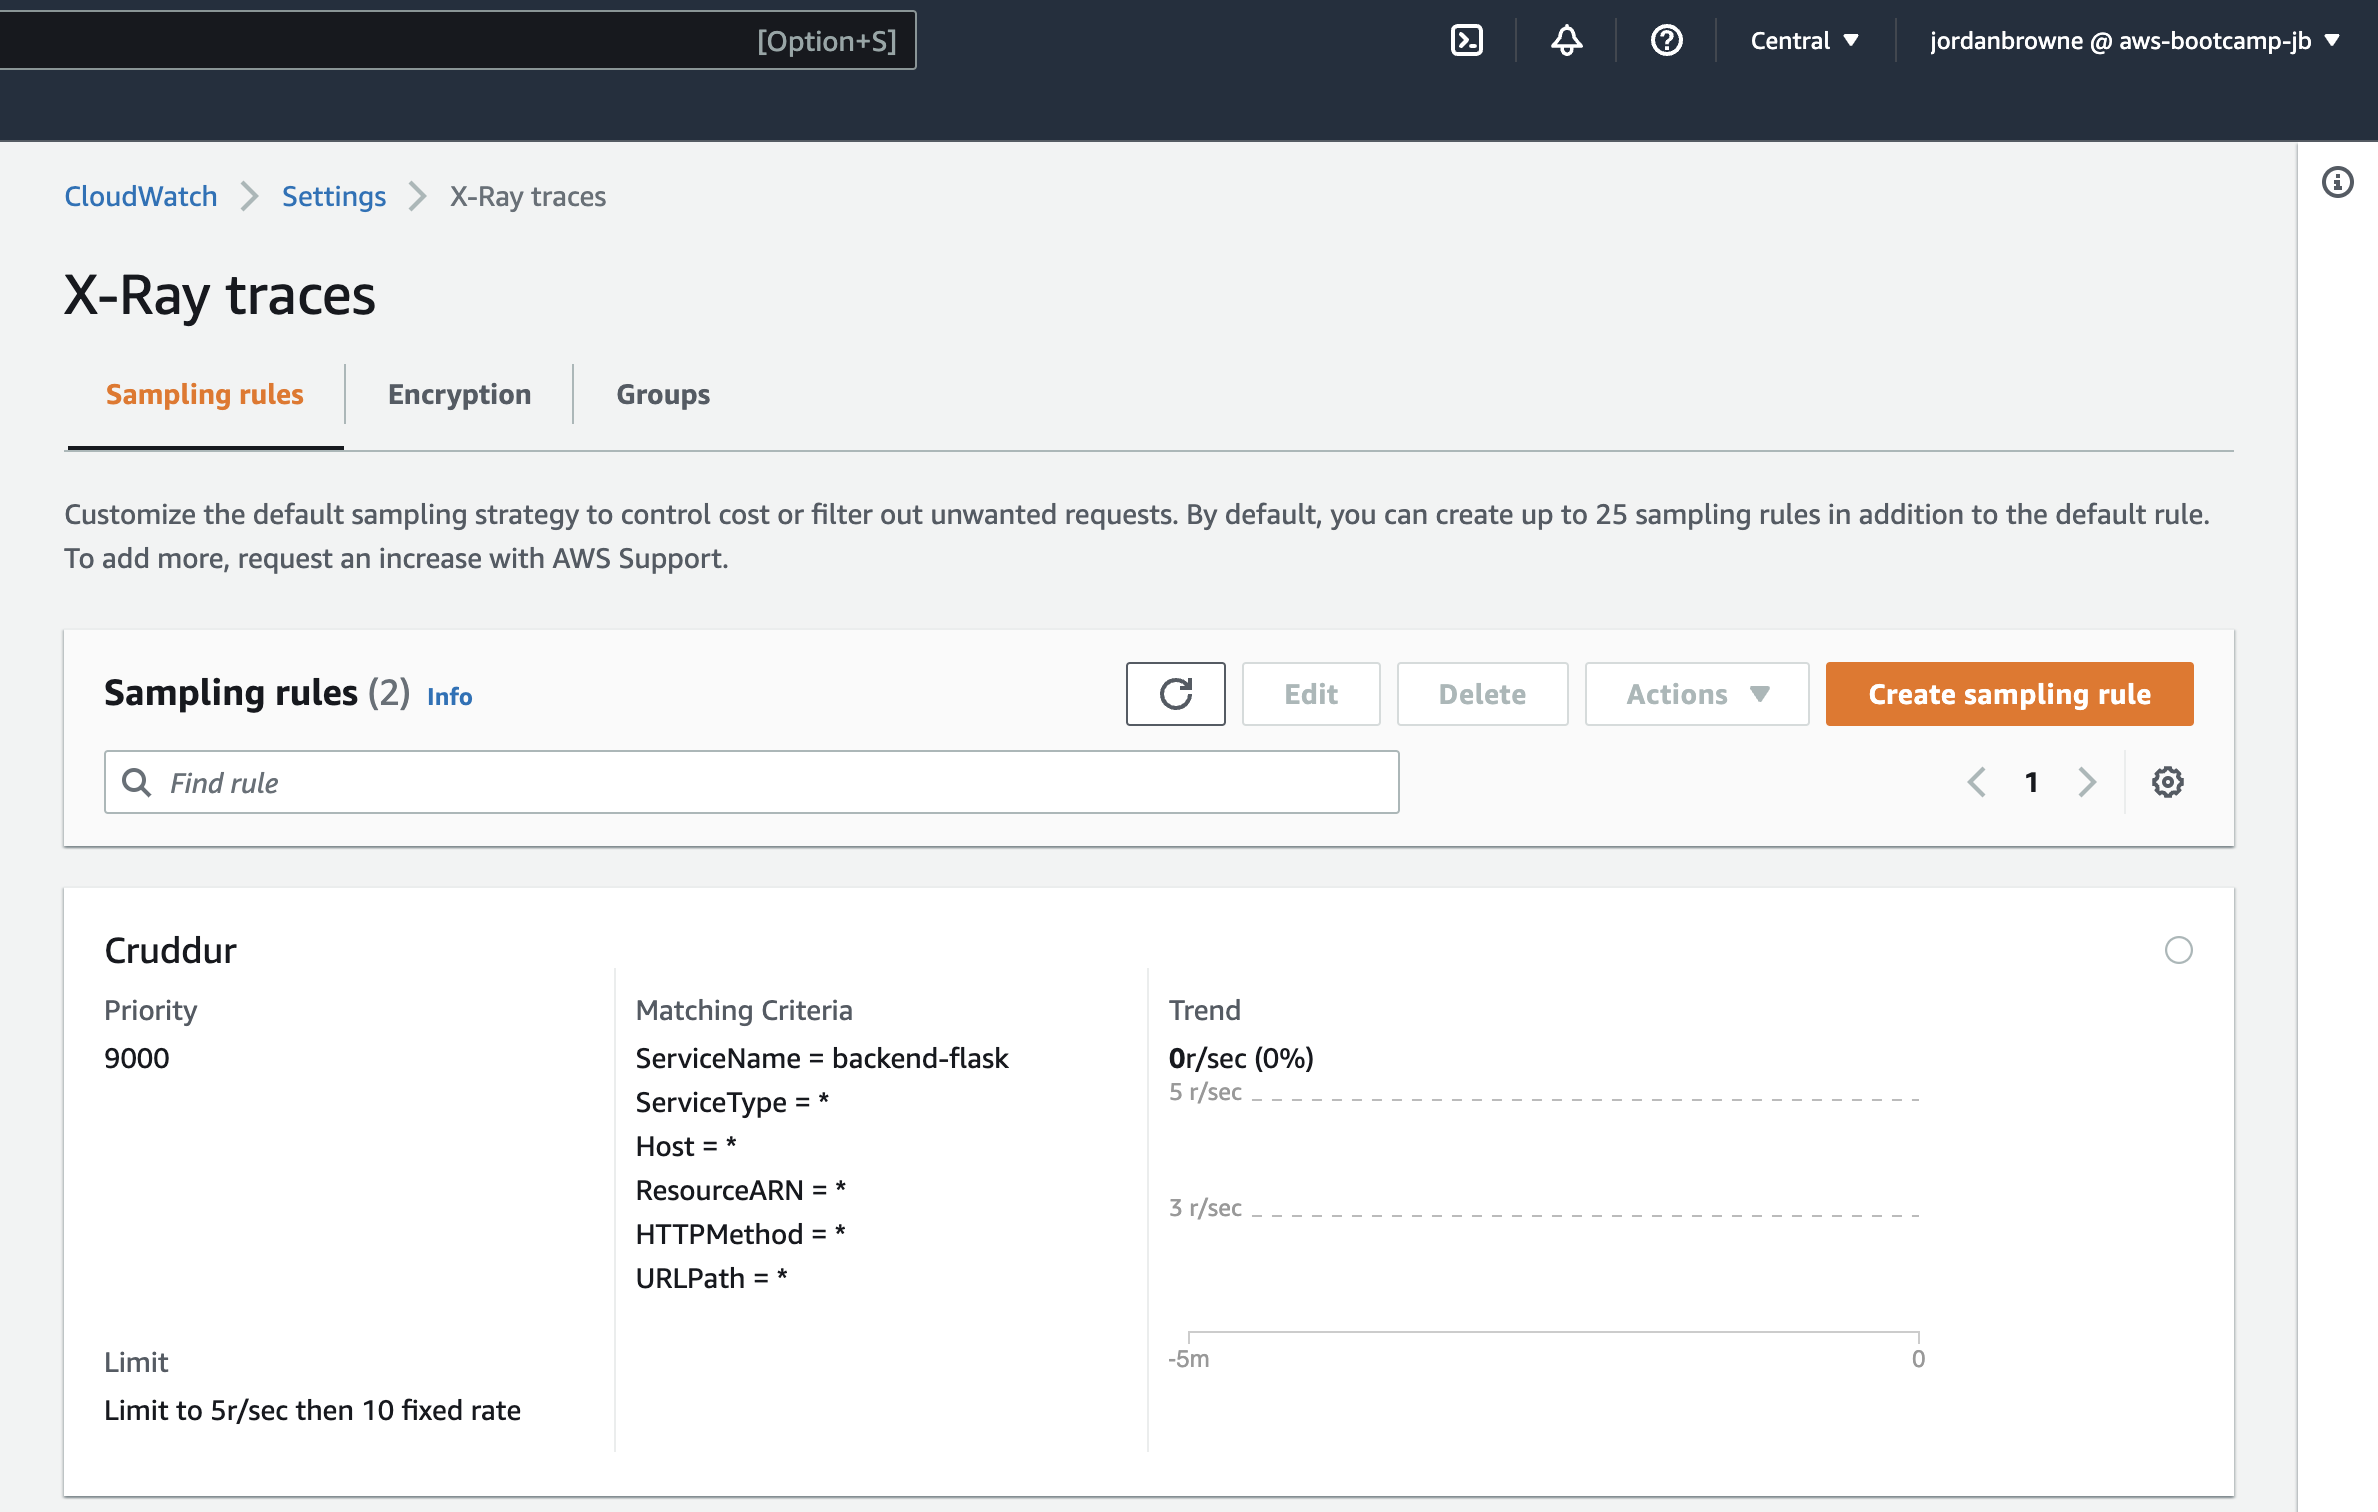 [Option+S]
Central
jordanbrowne @ aws-bootcamp-jb
CloudWatch
Settings
X-Ray traces
X-Ray traces
Sampling rules
Encryption
Groups
Customize the default sampling strategy to control cost or filter out unwanted requests. By default, you can create up to 25 sampling rules in addition to the default rule.
To add more, request an increase with AWS Support.
Sampling rules (2) Info
Edit
Delete
Actions
Create sampling rule
Find rule
1
Cruddur
Priority
9000
Limit
Limit to 5r/sec then 10 fixed rate
Matching Criteria
ServiceName = backend-flask
ServiceType = *
Host = *
ResourceARN = *
HTTPMethod = *
URLPath = *
Trend
0r/sec (0%)
5 r/sec
3 r/sec
-5m
0